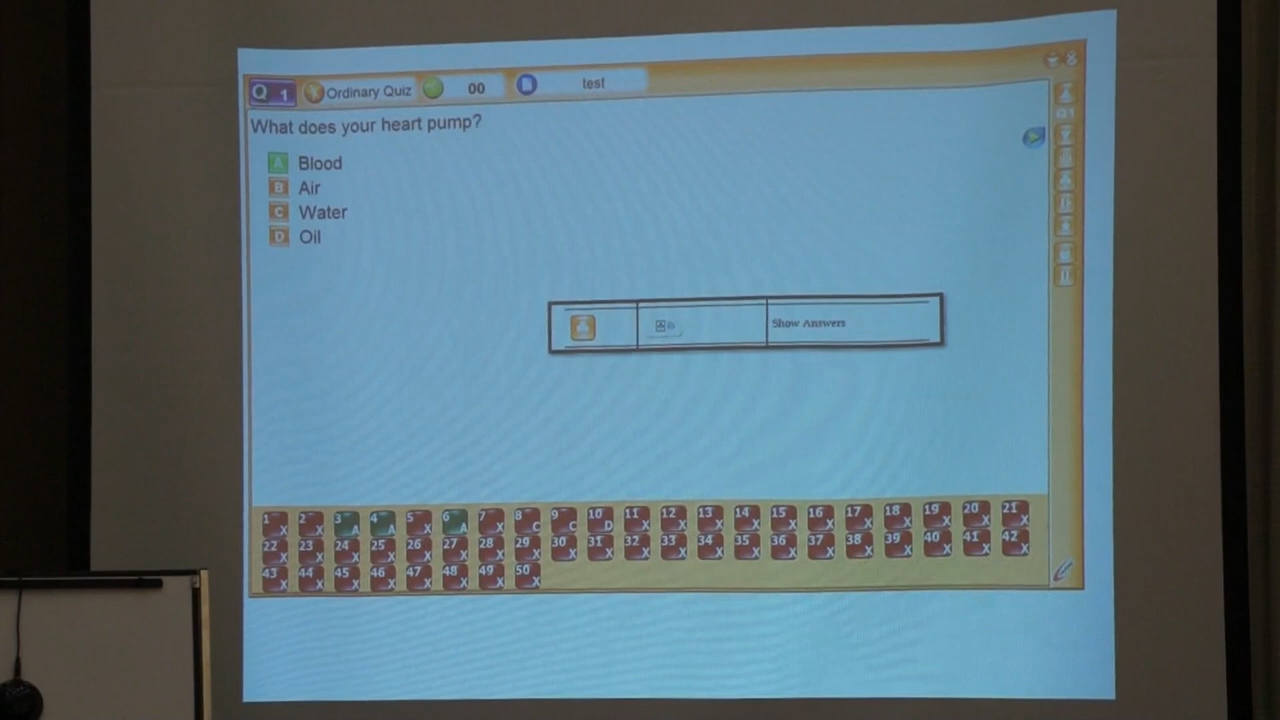 Q 1 Ordinary Quiz 00 test
What does your heart pump?
A Blood
B Air
C Water
D Oil
Q1
Show Answers
1 X 2 X 3 A 4 A 5 X 6 A 7 X 8 C 9 C 10 D 11 X 12 X 13 X 14 X 15 X 16 X 17 X 18 X 19 X 20 X 21 X
22 X 23 X 24 X 25 X 26 X 27 X 28 X 29 X 30 X 31 X 32 X 33 X 34 X 35 X 36 X 37 X 38 X 39 X 40 X 41 X 42 X
43 X 44 X 45 X 46 X 47 X 48 X 49 X 50 X